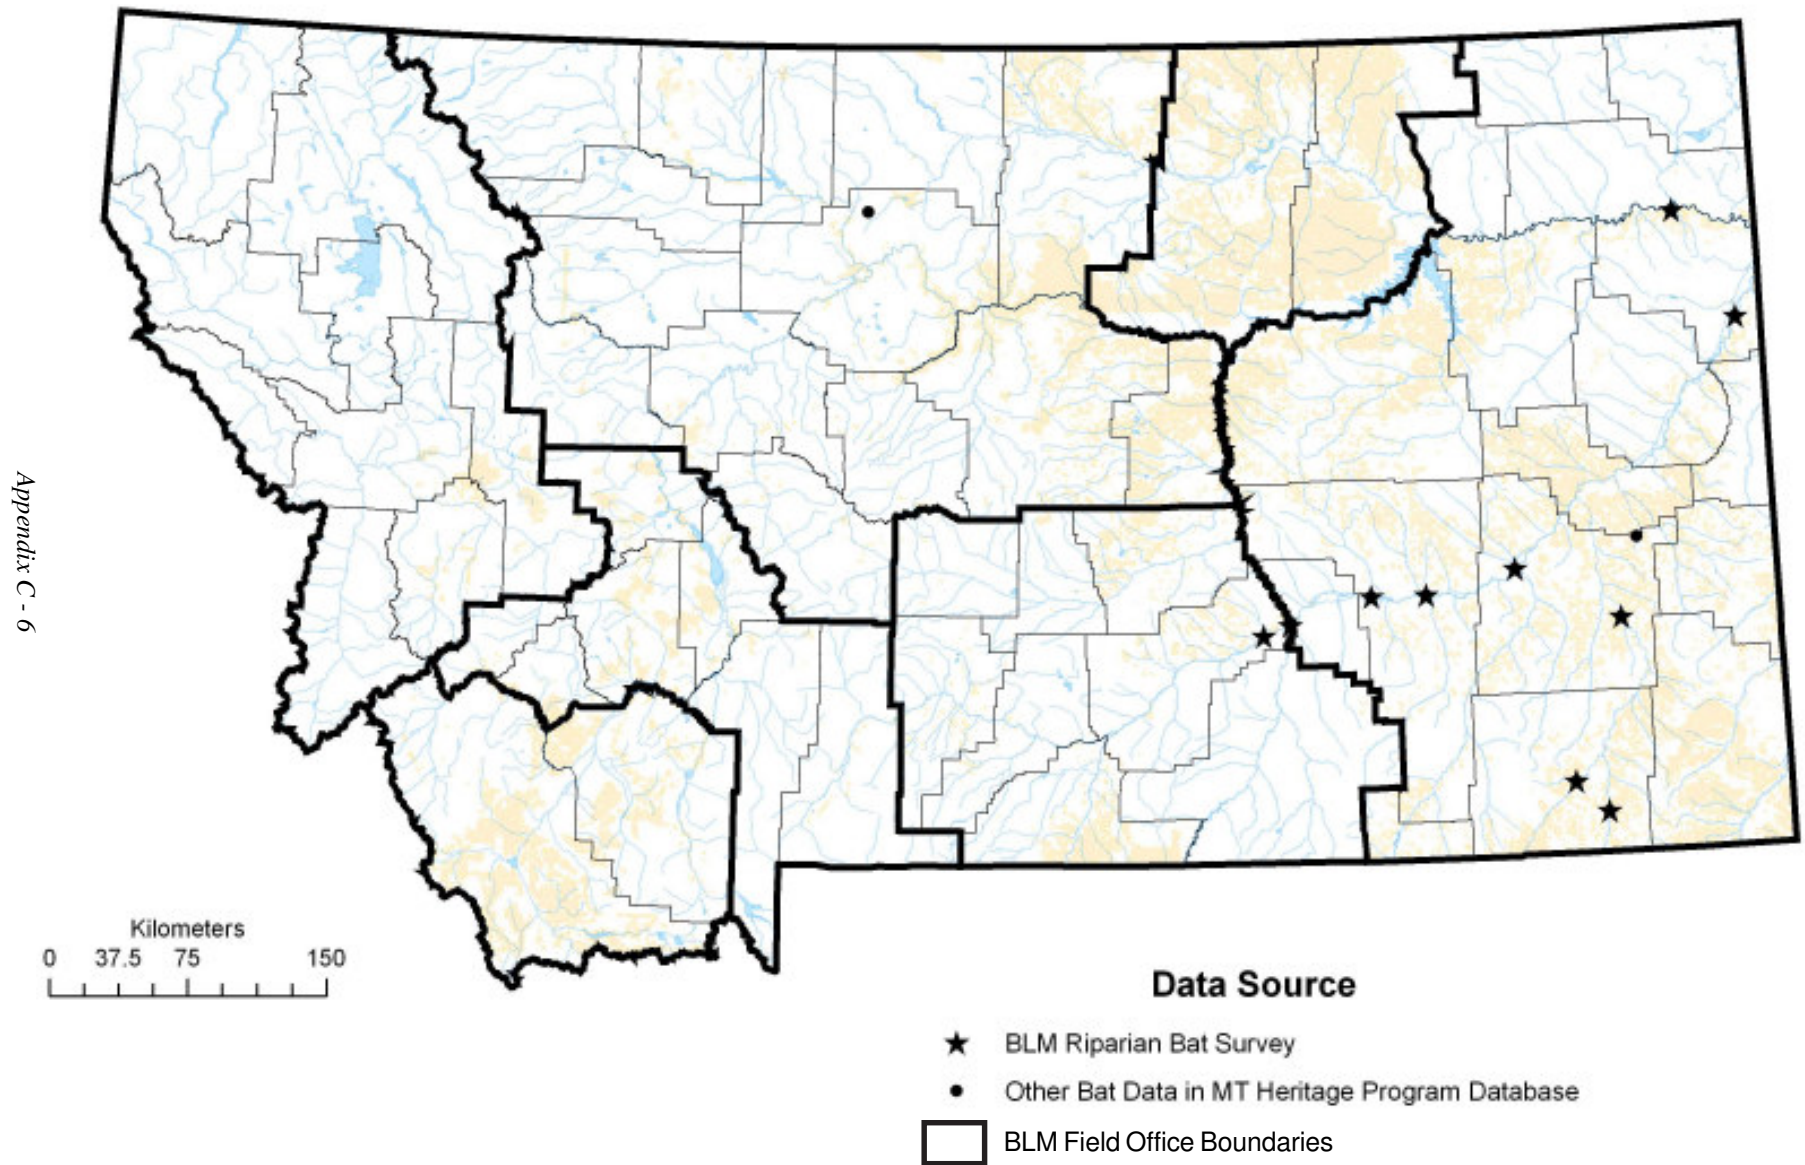 Appendix C - 6
Kilometers
0 37.5 75 150
Data Source
BLM Riparian Bat Survey
Other Bat Data in MT Heritage Program Database
BLM Field Office Boundaries